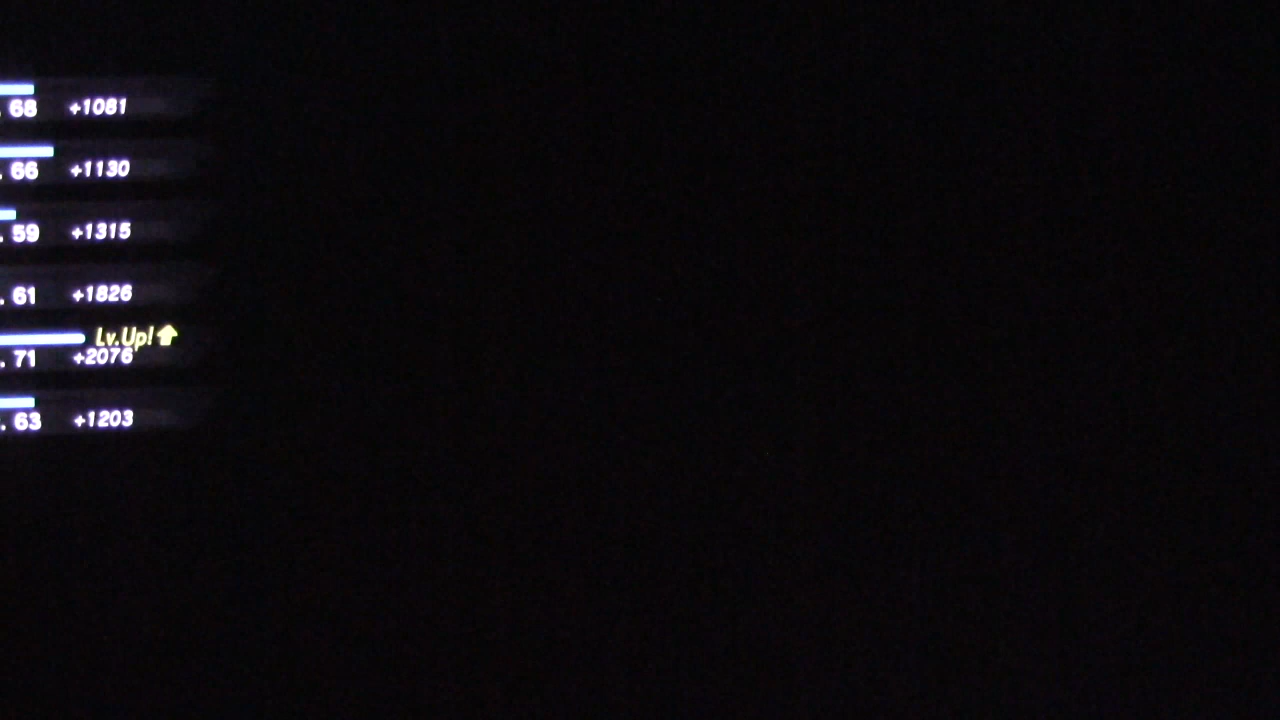 . 68 +1081
. 66 +1130
. 59 +1315
. 61 +1826
Lv.Up!
. 71 +2076
. 63 +1203